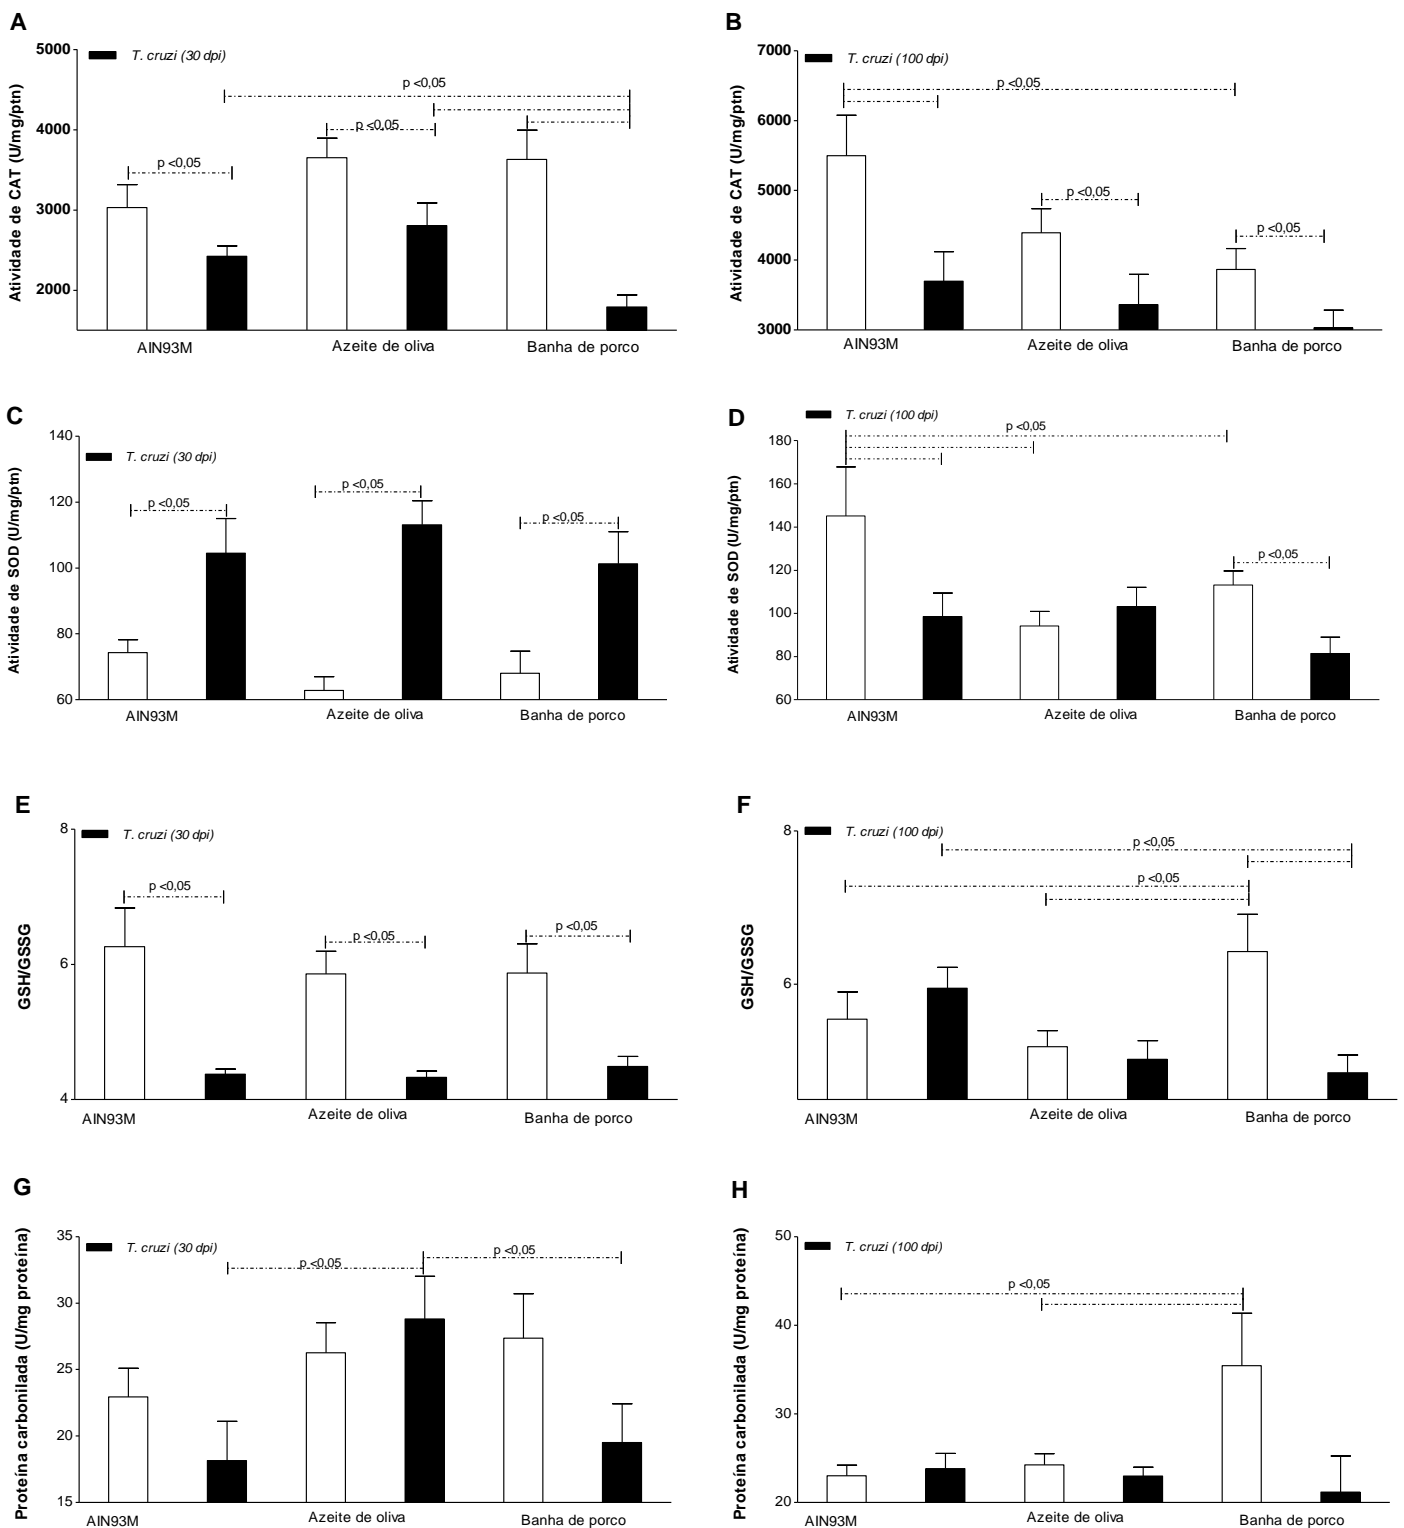 A
Atividade de CAT (U/mg/ptn)
5000
4000
3000
2000
T. cruzi (30 dpi)
p <0,05
p <0,05
p <0,05
AIN93M
Azeite de oliva
Banha de porco
B
Atividade de CAT (U/mg/ptn)
7000
6000
5000
4000
3000
T. cruzi (100 dpi)
p <0,05
p <0,05
p <0,05
AIN93M
Azeite de oliva
Banha de porco
C
Atividade de SOD (U/mg/ptn)
140
120
100
80
60
T. cruzi (30 dpi)
p <0,05
p <0,05
p <0,05
AIN93M
Azeite de oliva
Banha de porco
D
Atividade de SOD (U/mg/ptn)
180
160
140
120
100
80
60
T. cruzi (100 dpi)
p <0,05
p <0,05
AIN93M
Azeite de oliva
Banha de porco
E
GSH/GSSG
8
6
4
T. cruzi (30 dpi)
p <0,05
p <0,05
p <0,05
AIN93M
Azeite de oliva
Banha de porco
F
GSH/GSSG
8
6
T. cruzi (100 dpi)
p <0,05
p <0,05
AIN93M
Azeite de oliva
Banha de porco
G
Proteína carbonilada (U/mg proteína)
35
30
25
20
15
T. cruzi (30 dpi)
p <0,05
p <0,05
AIN93M
Azeite de oliva
Banha de porco
H
Proteína carbonilada (U/mg proteína)
50
40
30
20
T. cruzi (100 dpi)
p <0,05
AIN93M
Azeite de oliva
Banha de porco